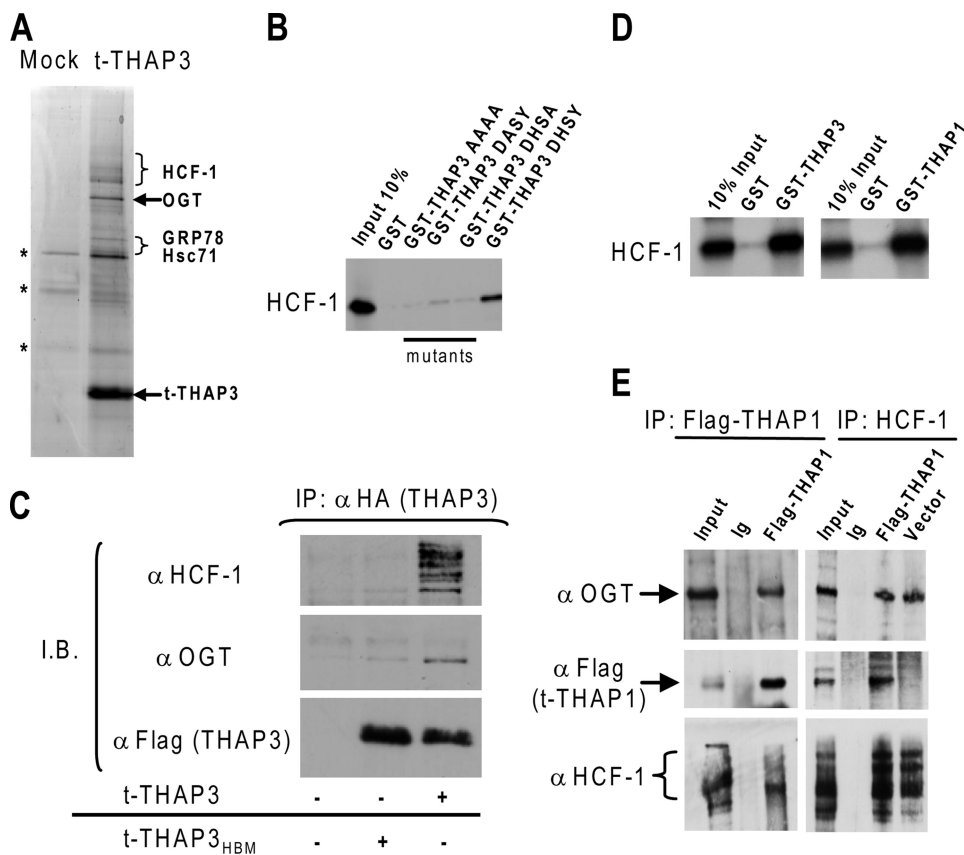 A
Mock t-THAP3
HCF-1
OGT
GRP78
Hsc71
*
*
*
t-THAP3
B
Input 10%
GST
GST-THAP3 AAAA
GST-THAP3 DASY
GST-THAP3 DHSA
GST-THAP3 DHSY
HCF-1
mutants
C
IP: α HA (THAP3)
I.B.
α HCF-1
α OGT
α Flag (THAP3)
t-THAP3 - - +
t-THAP3HBM - + -
D
10% Input
GST
GST-THAP3
10% Input
GST
GST-THAP1
HCF-1
E
IP: Flag-THAP1 IP: HCF-1
Input
Ig
Flag-THAP1
Input
Ig
Flag-THAP1
Vector
α OGT
α Flag
(t-THAP1)
α HCF-1